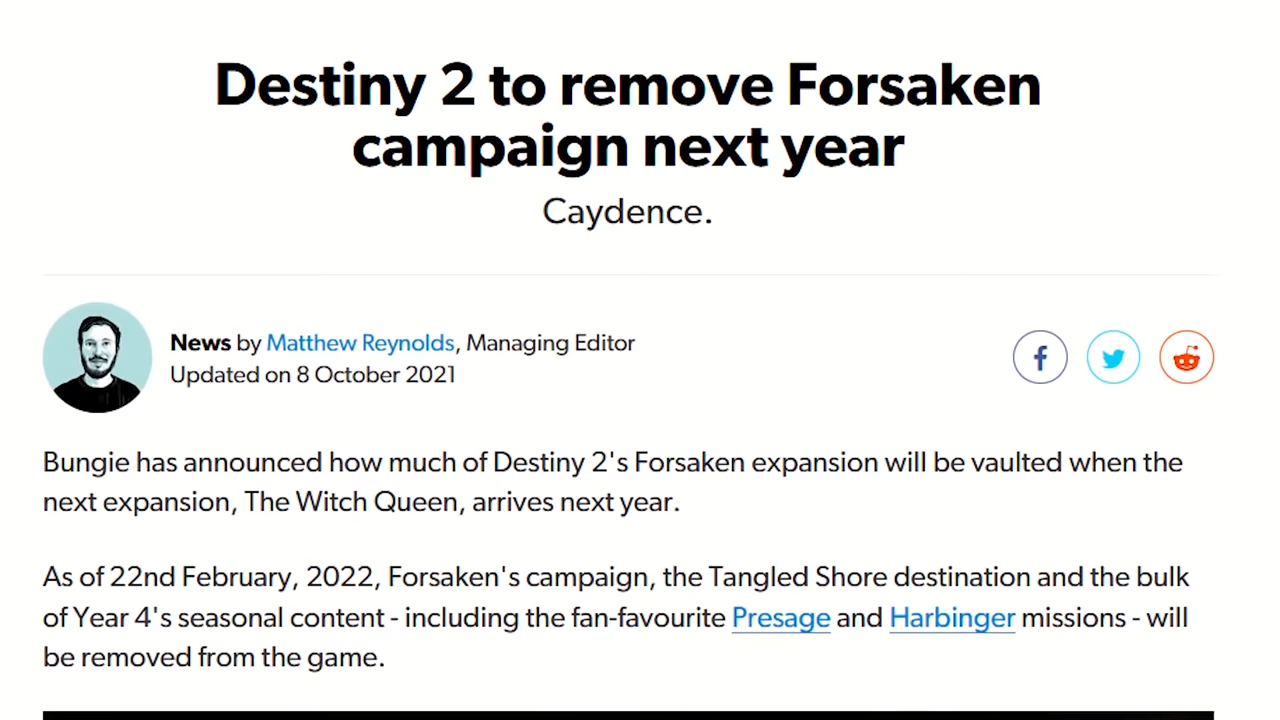 Destiny 2 to remove Forsaken
campaign next year
Caydence.
News by Matthew Reynolds, Managing Editor
Updated on 8 October 2021
Bungie has announced how much of Destiny 2's Forsaken expansion will be vaulted when the
next expansion, The Witch Queen, arrives next year.
As of 22nd February, 2022, Forsaken's campaign, the Tangled Shore destination and the bulk
of Year 4's seasonal content - including the fan-favourite Presage and Harbinger missions - will
be removed from the game.